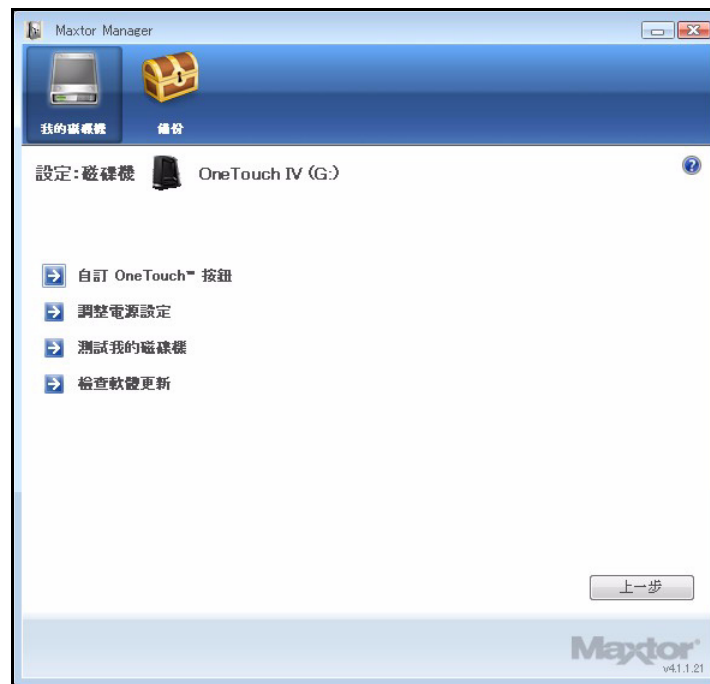 Maxtor Manager
我的磁碟機
備份
設定:磁碟機 OneTouch IV (G:)
自訂 OneTouch™ 按鈕
調整電源設定
測試我的磁碟機
檢查軟體更新
上一步
Maxtor
v4.1.1.21